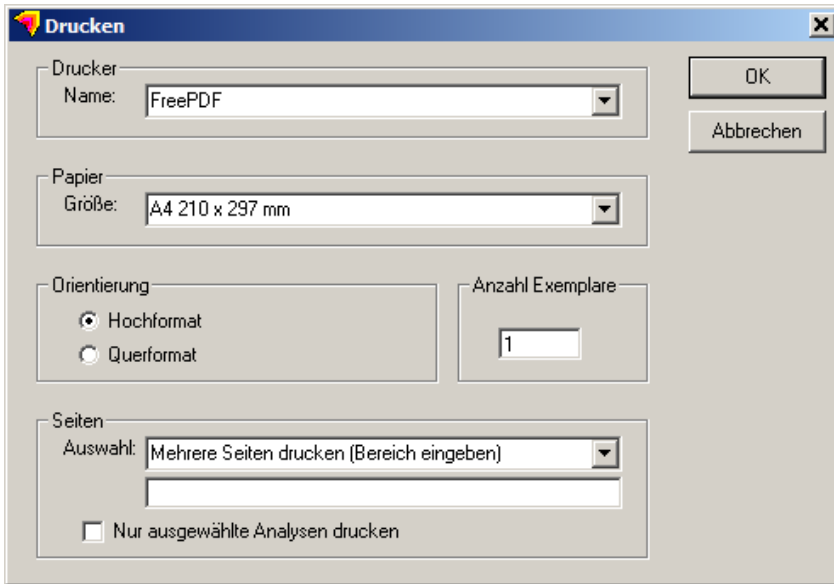 Drucken
Drucker
Name: FreePDF
OK
Abbrechen
Papier
Größe: A4 210 x 297 mm
Orientierung
Hochformat
Querformat
Anzahl Exemplare
1
Seiten
Auswahl: Mehrere Seiten drucken (Bereich eingeben)
Nur ausgewählte Analysen drucken